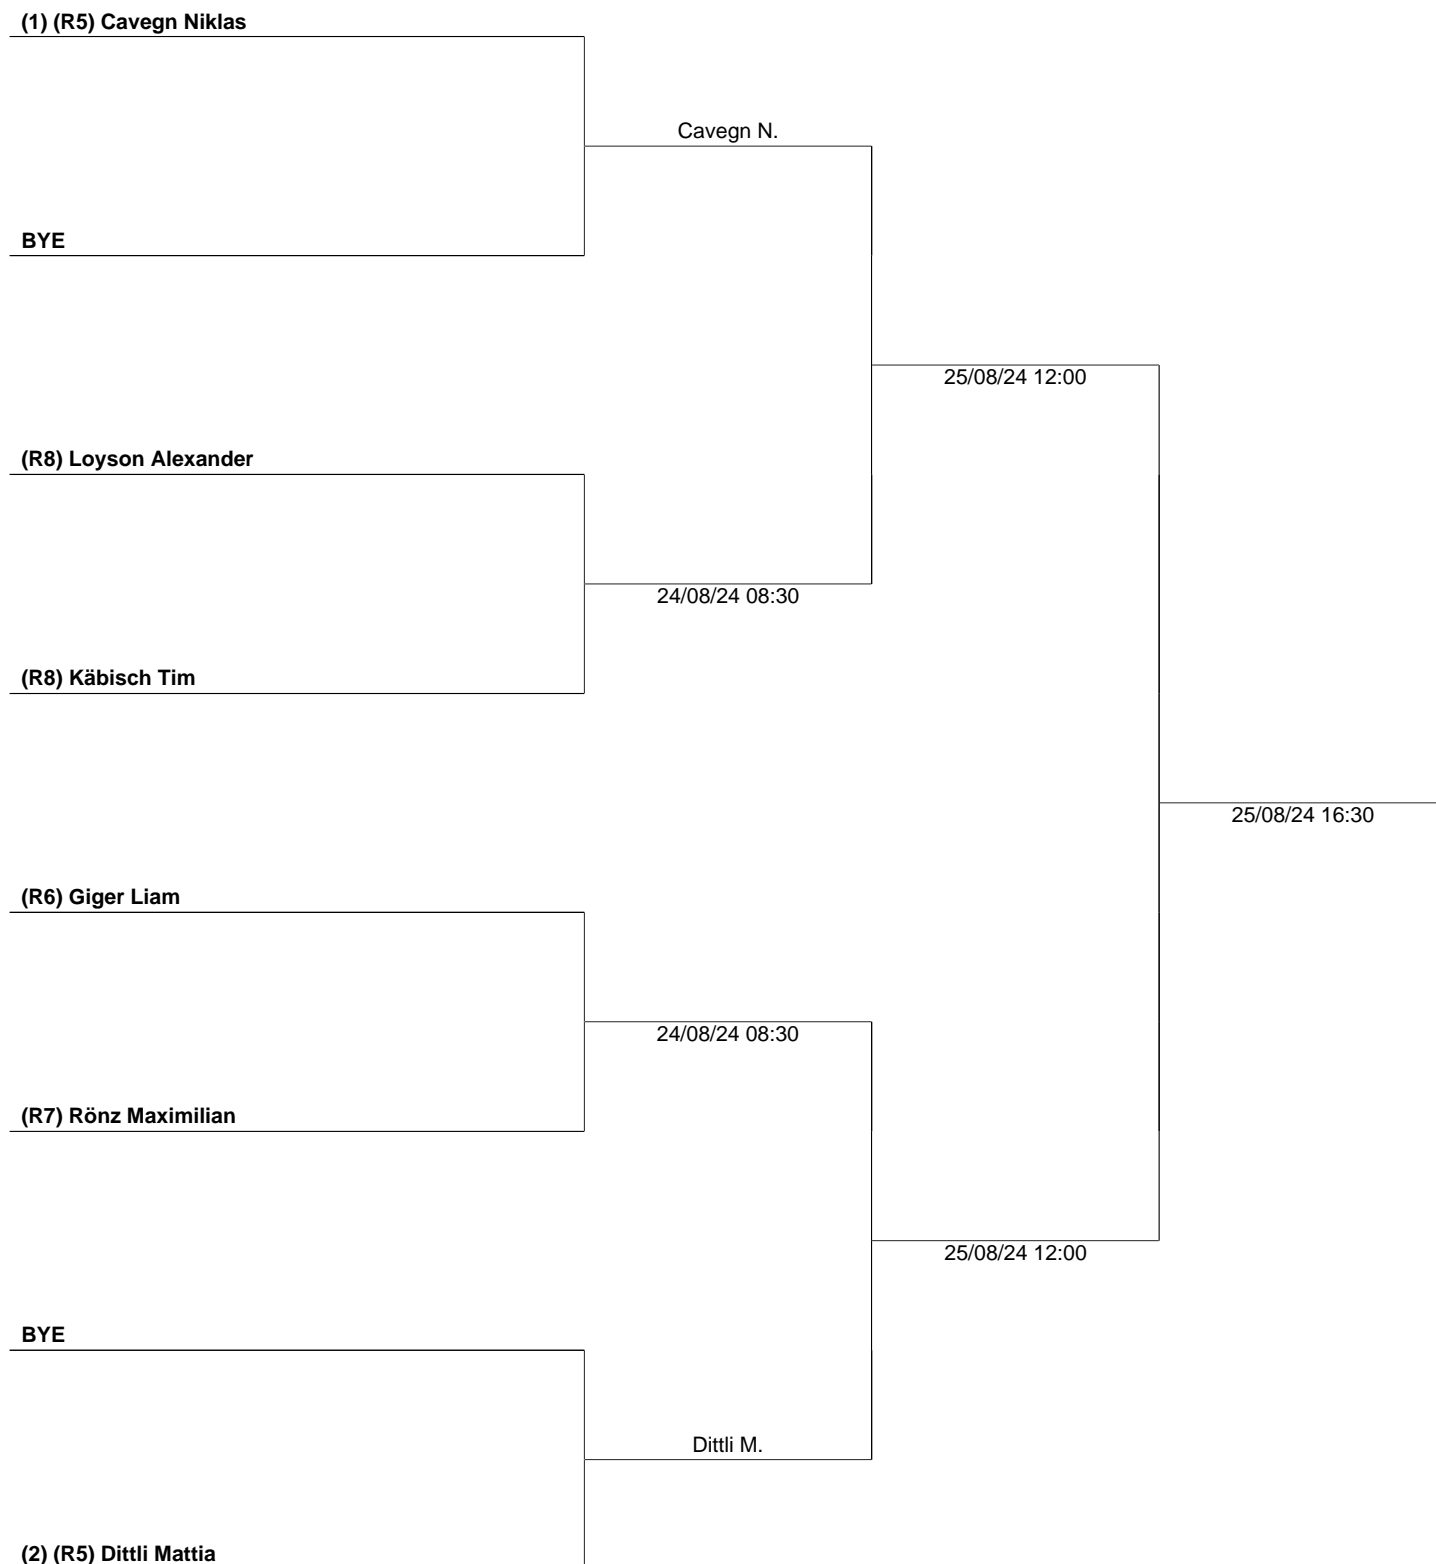 (1) (R5) Cavegn Niklas
Cavegn N.
BYE
25/08/24 12:00
(R8) Loyson Alexander
24/08/24 08:30
(R8) Käbisch Tim
25/08/24 16:30
(R6) Giger Liam
24/08/24 08:30
(R7) Rönz Maximilian
25/08/24 12:00
BYE
Dittli M.
(2) (R5) Dittli Mattia